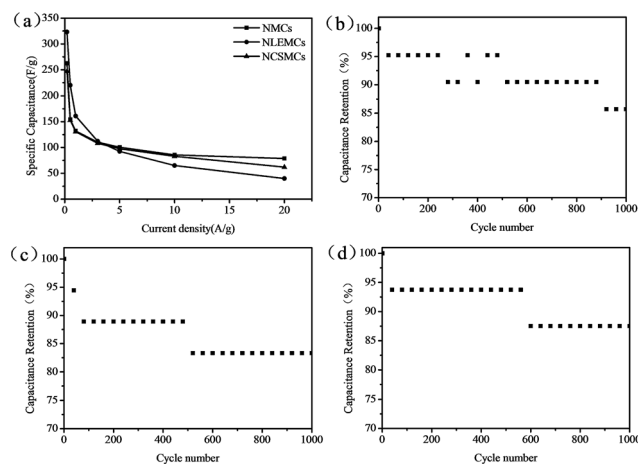 (a)
NMCs
NLEMCs
NCSMCs
Specific Capacitance(F/g)
350
300
250
200
150
100
50
0
0 5 10 15 20
Current density(A/g)
(b)
Capacitance Retention (%)
100
95
90
85
80
75
70
0 200 400 600 800 1000
Cycle number
(c)
Capacitance Retention (%)
100
95
90
85
80
75
70
0 200 400 600 800 1000
Cycle number
(d)
Capacitance Retention (%)
100
95
90
85
80
75
70
0 200 400 600 800 1000
Cycle number